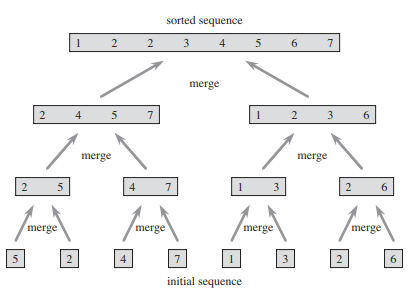 sorted sequence
1 2 2 3 4 5 6 7
merge
2 4 5 7 1 2 3 6
merge merge
2 5 4 7 1 3 2 6
merge merge merge merge
5 2 4 7 1 3 2 6
initial sequence